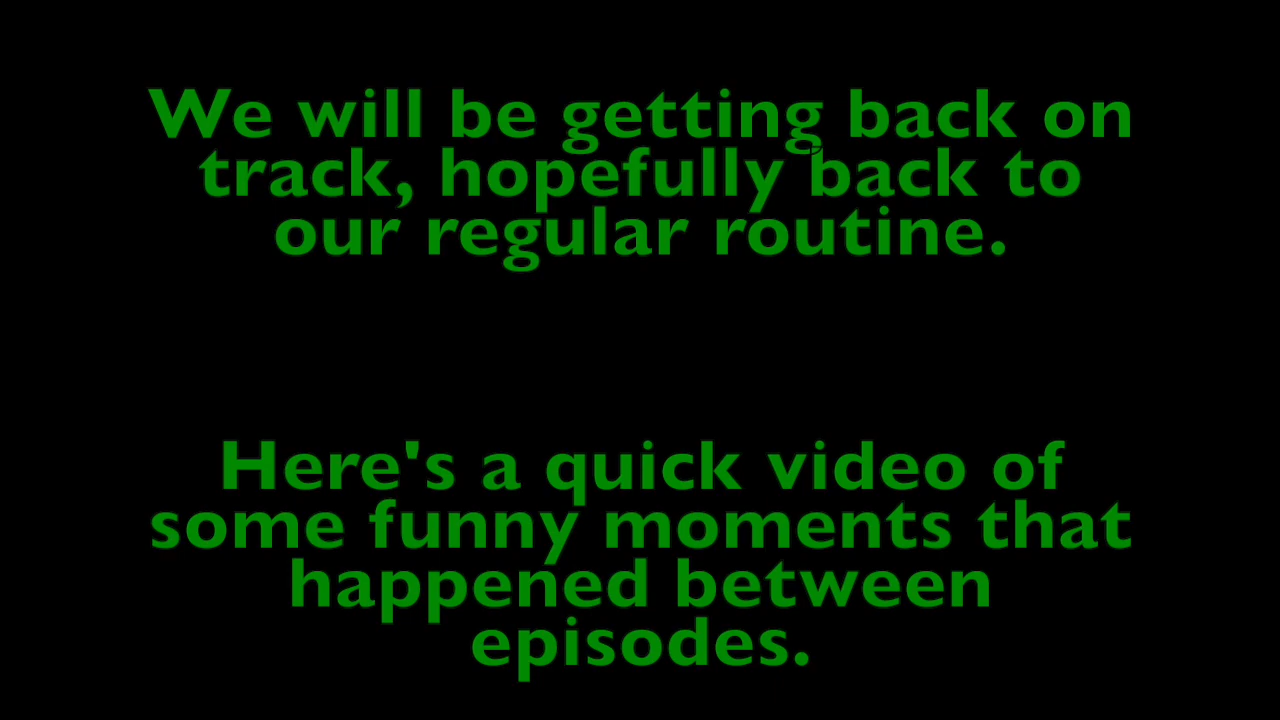 We will be getting back on
track, hopefully back to
our regular routine.
Here's a quick video of
some funny moments that
happened between
episodes.